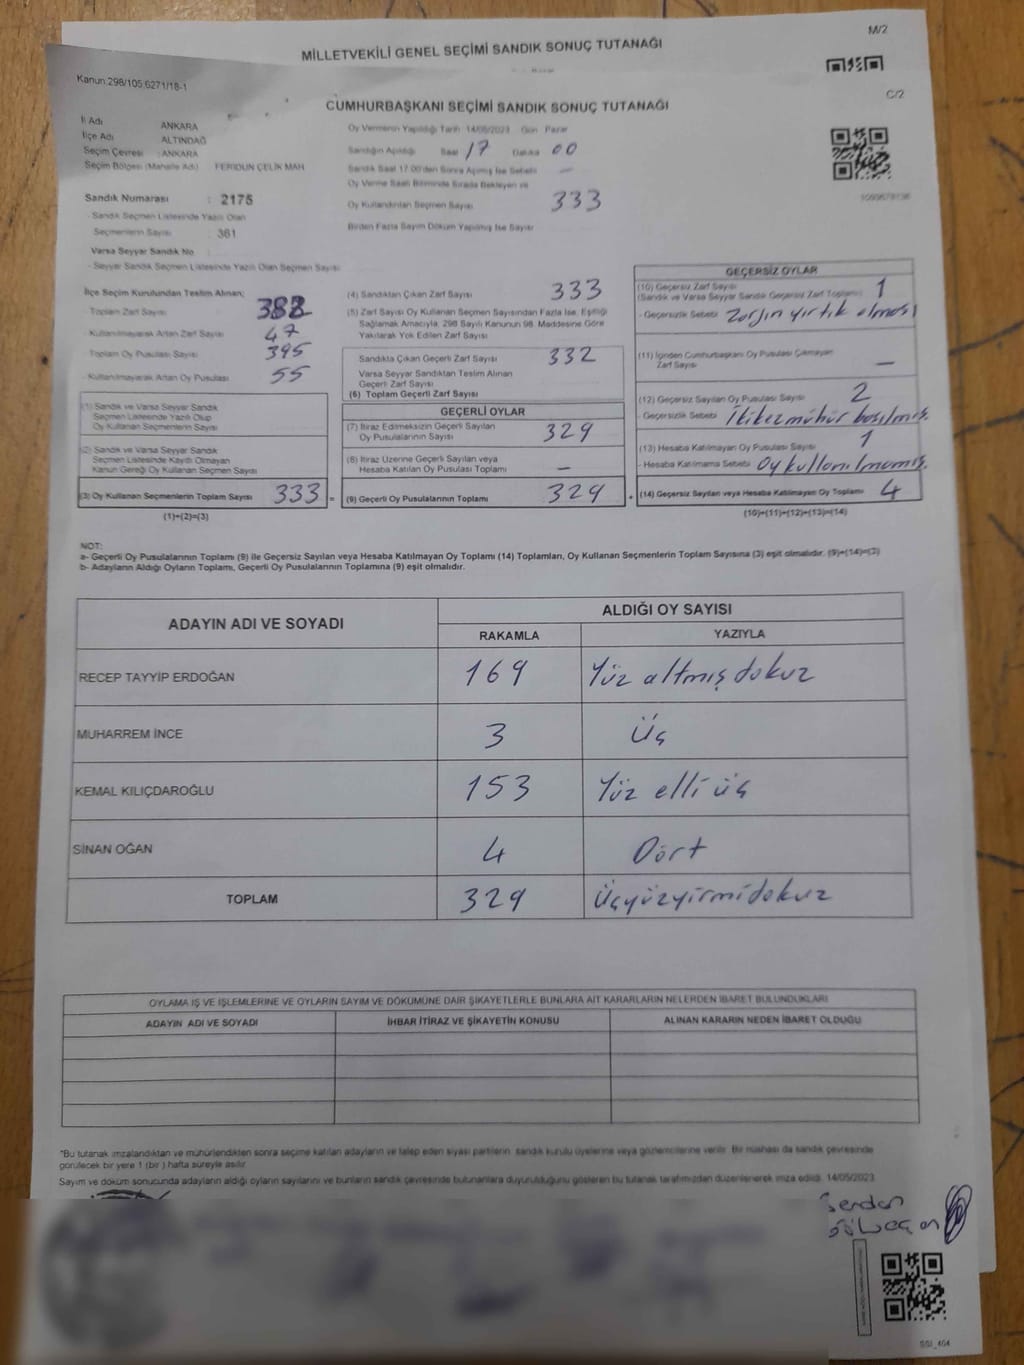 M/2
MİLLETVEKİLİ GENEL SEÇİMİ SANDIK SONUÇ TUTANAĞI
Kanun:298/105;6271/18-1
C/2
CUMHURBAŞKANI SEÇİMİ SANDIK SONUÇ TUTANAĞI
İl Adı ANKARA
İlçe Adı ALTINDAĞ
Seçim Çevresi : ANKARA
Seçim Bölgesi (Mahalle Adı) FERİDUN ÇELİK MAH
Sandık Numarası : 2175
- Sandık Seçmen Listesinde Yazılı Olan
Seçmenlerin Sayısı : 361
Varsa Seyyar Sandık No
- Seyyar Sandık Seçmen Listesinde Yazılı Olan Seçmen Sayısı
Oy Vermenin Yapıldığı Tarih 14/05/2023 Gün Pazar
Sandığın Açıldığı Saat 17 Dakika 00
Sandık Saat 17.00'den Sonra Açılmış İse Sebebi —
Oy Verme Saati Bitiminde Sırada Bekleyen ve
Oy Kullandırılan Seçmen Sayısı 333
Birden Fazla Sayım Döküm Yapılmış İse Sayısı
İlçe Seçim Kurulundan Teslim Alınan;
- Toplam Zarf Sayısı
- Kullanılmayarak Artan Zarf Sayısı 47
Toplam Oy Pusulası Sayısı 395
- Kullanılmayarak Artan Oy Pusulası 55
(1) Sandık ve Varsa Seyyar Sandık
Seçmen Listesinde Yazılı Olup
Oy Kullanan Seçmenlerin Sayısı
(2) Sandık ve Varsa Seyyar Sandık
Seçmen Listesinde Kaydı Olmayan
Kanun Gereği Oy Kullanan Seçmen Sayısı
(3) Oy Kullanan Seçmenlerin Toplam Sayısı 333 =
(1)+(2)=(3)
(4) Sandıktan Çıkan Zarf Sayısı 333
(5) Zarf Sayısı Oy Kullanan Seçmen Sayısından Fazla İse, Eşitliği
Sağlamak Amacıyla, 298 Sayılı Kanunun 98. Maddesine Göre
Yakılarak Yok Edilen Zarf Sayısı
Sandıkta Çıkan Geçerli Zarf Sayısı 332
Varsa Seyyar Sandıktan Teslim Alınan
Geçerli Zarf Sayısı
(6) Toplam Geçerli Zarf Sayısı
GEÇERLİ OYLAR
(7) İtiraz Edilmeksizin Geçerli Sayılan
Oy Pusulalarının Sayısı 329
(8) İtiraz Üzerine Geçerli Sayılan veya
Hesaba Katılan Oy Pusulası Toplamı —
(9) Geçerli Oy Pusulalarının Toplamı 329 +
GEÇERSİZ OYLAR
(10) Geçersiz Zarf Sayısı
(Sandık ve Varsa Seyyar Sandık Geçersiz Zarf Toplamı) 1
- Geçersizlik Sebebi Zarfın yırtık olması
(11) İçinden Cumhurbaşkanı Oy Pusulası Çıkmayan
Zarf Sayısı —
(12) Geçersiz Sayılan Oy Pusulası Sayısı 2
- Geçersizlik Sebebi İki kez mühür basılmış.
(13) Hesaba Katılmayan Oy Pusulası Sayısı 1
- Hesaba Katılmama Sebebi Oy kullanılmamış.
(14) Geçersiz Sayılan veya Hesaba Katılmayan Oy Toplamı 4
(10)+(11)+(12)+(13)=(14)
NOT:
a- Geçerli Oy Pusulalarının Toplamı (9) ile Geçersiz Sayılan veya Hesaba Katılmayan Oy Toplamı (14) Toplamları, Oy Kullanan Seçmenlerin Toplam Sayısına (3) eşit olmalıdır. (9)+(14)=(3)
b- Adayların Aldığı Oyların Toplamı, Geçerli Oy Pusulalarının Toplamına (9) eşit olmalıdır.
ADAYIN ADI VE SOYADI ALDIĞI OY SAYISI
RAKAMLA YAZIYLA
RECEP TAYYİP ERDOĞAN 169 Yüz altmış dokuz
MUHARREM İNCE 3 Üç
KEMAL KILIÇDAROĞLU 153 Yüz elli üç
SİNAN OĞAN 4 Dört
TOPLAM 329 Üçyüzyirmidokuz
OYLAMA İŞ VE İŞLEMLERİNE VE OYLARIN SAYIM VE DÖKÜMÜNE DAİR ŞİKAYETLERLE BUNLARA AİT KARARLARIN NELERDEN İBARET BULUNDUKLARI
ADAYIN ADI VE SOYADI İHBAR İTİRAZ VE ŞİKAYETİN KONUSU ALINAN KARARIN NEDEN İBARET OLDUĞU
*Bu tutanak imzalandıktan ve mühürlendikten sonra seçime katılan adayların ve talep eden siyasi partilerin sandık kurulu üyelerine veya gözlemcilerine verilir. Bir nüshası da sandık çevresinde
görülecek bir yere 1 (bir) hafta süreyle asılır.
Sayım ve döküm sonucunda adayların aldığı oyların sayılarını ve bunların sandık çevresinde bulunanlara duyurulduğunu gösteren bu tutanak tarafımızdan düzenlenerek imza edildi. 14/05/2023
Serdar
SSI_404